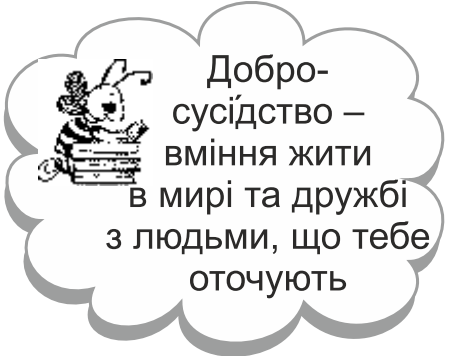 Добро-
сусі́дство –
вміння жити
в мирі та дружбі
з людьми, що тебе
оточують